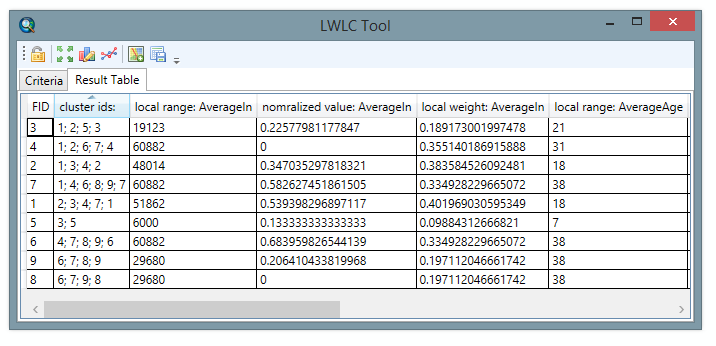 LWLC Tool
Criteria Result Table
FID cluster ids: local range: AverageIn nomralized value: AverageIn local weight: AverageIn local range: AverageAge
3 1; 2; 5; 3 19123 0.22577981177847 0.189173001997478 21
4 1; 2; 6; 7; 4 60882 0 0.355140186915888 31
2 1; 3; 4; 2 48014 0.347035297818321 0.383584526092481 18
7 1; 4; 6; 8; 9; 7 60882 0.582627451861505 0.334928229665072 38
1 2; 3; 4; 7; 1 51862 0.539398296897117 0.401969030595349 18
5 3; 5 6000 0.133333333333333 0.09884312666821 7
6 4; 7; 8; 9; 6 60882 0.683959826544139 0.334928229665072 38
9 6; 7; 8; 9 29680 0.206410433819968 0.197112046661742 38
8 6; 7; 9; 8 29680 0 0.197112046661742 38